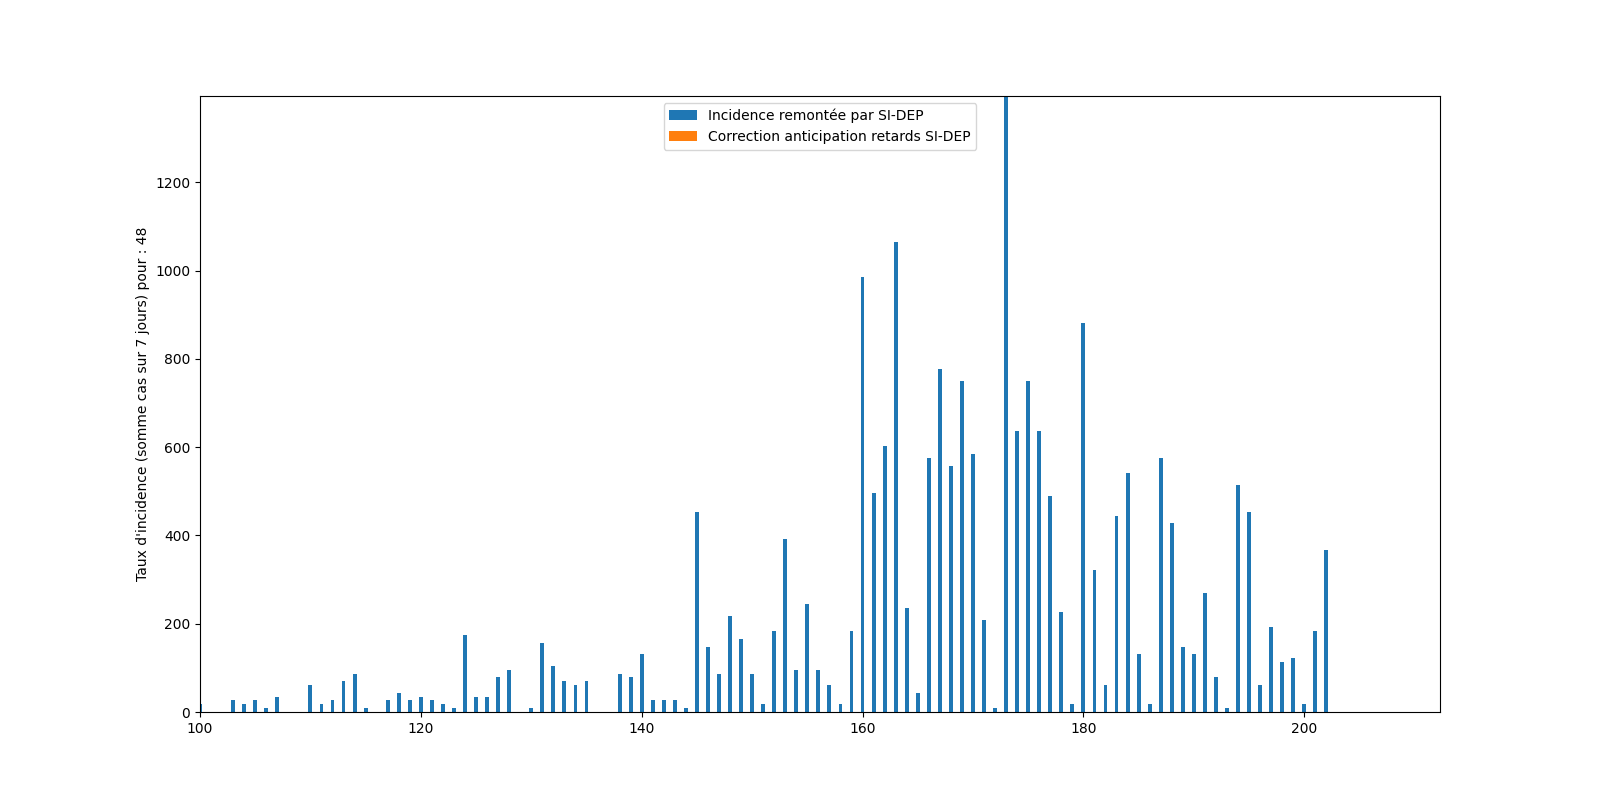 Incidence remontée par SI-DEP
Correction anticipation retards SI-DEP
Taux d'incidence (somme cas sur 7 jours) pour : 48
1200
1000
800
600
400
200
0
100 120 140 160 180 200